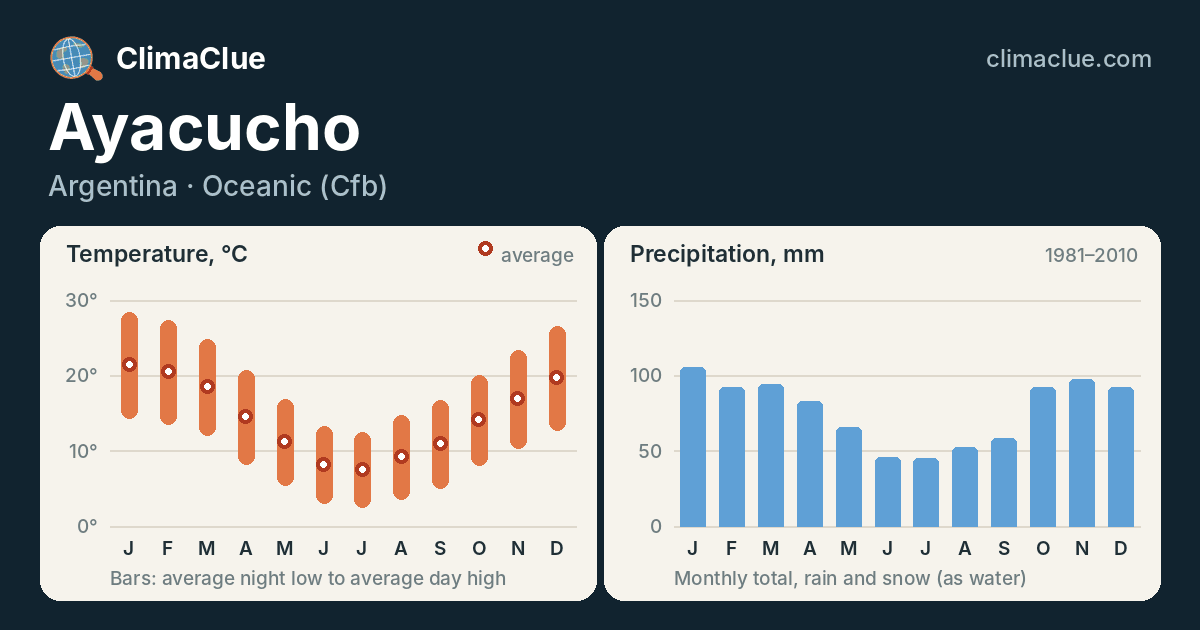 ClimaClue
climaclue.com
Ayacucho
Argentina · Oceanic (Cfb)
Temperature, °C
average
30°
20°
10°
0°
J F M A M J J A S O N D
Bars: average night low to average day high
Precipitation, mm
1981–2010
150
100
50
0
J F M A M J J A S O N D
Monthly total, rain and snow (as water)